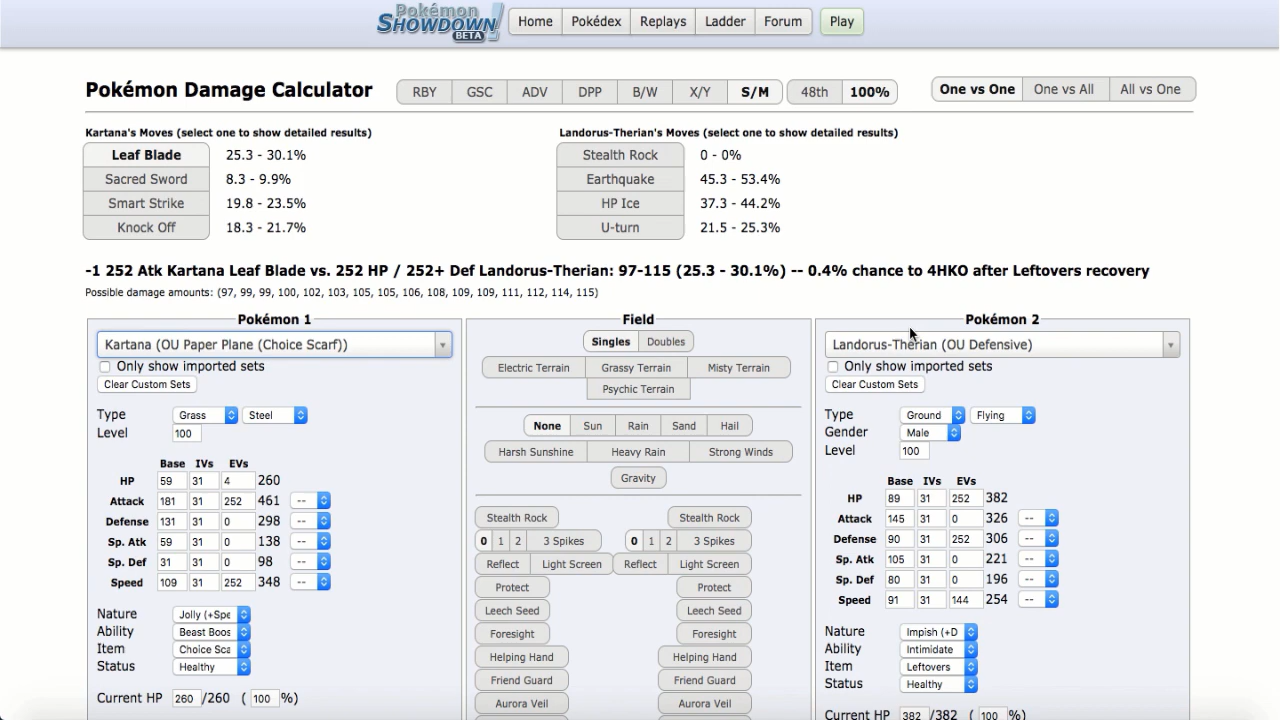 Pokémon
SHOWDOWN!
BETA
Home Pokédex Replays Ladder Forum Play
Pokémon Damage Calculator RBY GSC ADV DPP B/W X/Y S/M 48th 100% One vs One One vs All All vs One
Kartana's Moves (select one to show detailed results) Landorus-Therian's Moves (select one to show detailed results)
Leaf Blade 25.3 - 30.1% Stealth Rock 0 - 0%
Sacred Sword 8.3 - 9.9% Earthquake 45.3 - 53.4%
Smart Strike 19.8 - 23.5% HP Ice 37.3 - 44.2%
Knock Off 18.3 - 21.7% U-turn 21.5 - 25.3%
-1 252 Atk Kartana Leaf Blade vs. 252 HP / 252+ Def Landorus-Therian: 97-115 (25.3 - 30.1%) -- 0.4% chance to 4HKO after Leftovers recovery
Possible damage amounts: (97, 99, 99, 100, 102, 103, 105, 105, 106, 108, 109, 109, 111, 112, 114, 115)
Pokémon 1
Kartana (OU Paper Plane (Choice Scarf))
Only show imported sets
Clear Custom Sets
Type Grass Steel
Level 100
Base IVs EVs
HP 59 31 4 260
Attack 181 31 252 461 --
Defense 131 31 0 298 --
Sp. Atk 59 31 0 138 --
Sp. Def 31 31 0 98 --
Speed 109 31 252 348 --
Nature Jolly (+Spe
Ability Beast Boos
Item Choice Sca
Status Healthy
Current HP 260 /260 ( 100 %)
Field
Singles Doubles
Electric Terrain Grassy Terrain Misty Terrain
Psychic Terrain
None Sun Rain Sand Hail
Harsh Sunshine Heavy Rain Strong Winds
Gravity
Stealth Rock Stealth Rock
0 1 2 3 Spikes 0 1 2 3 Spikes
Reflect Light Screen Reflect Light Screen
Protect Protect
Leech Seed Leech Seed
Foresight Foresight
Helping Hand Helping Hand
Friend Guard Friend Guard
Aurora Veil Aurora Veil
Pokémon 2
Landorus-Therian (OU Defensive)
Only show imported sets
Clear Custom Sets
Type Ground Flying
Gender Male
Level 100
Base IVs EVs
HP 89 31 252 382
Attack 145 31 0 326 --
Defense 90 31 252 306 --
Sp. Atk 105 31 0 221 --
Sp. Def 80 31 0 196 --
Speed 91 31 144 254 --
Nature Impish (+D
Ability Intimidate
Item Leftovers
Status Healthy
Current HP 382 /382 ( 100 %)